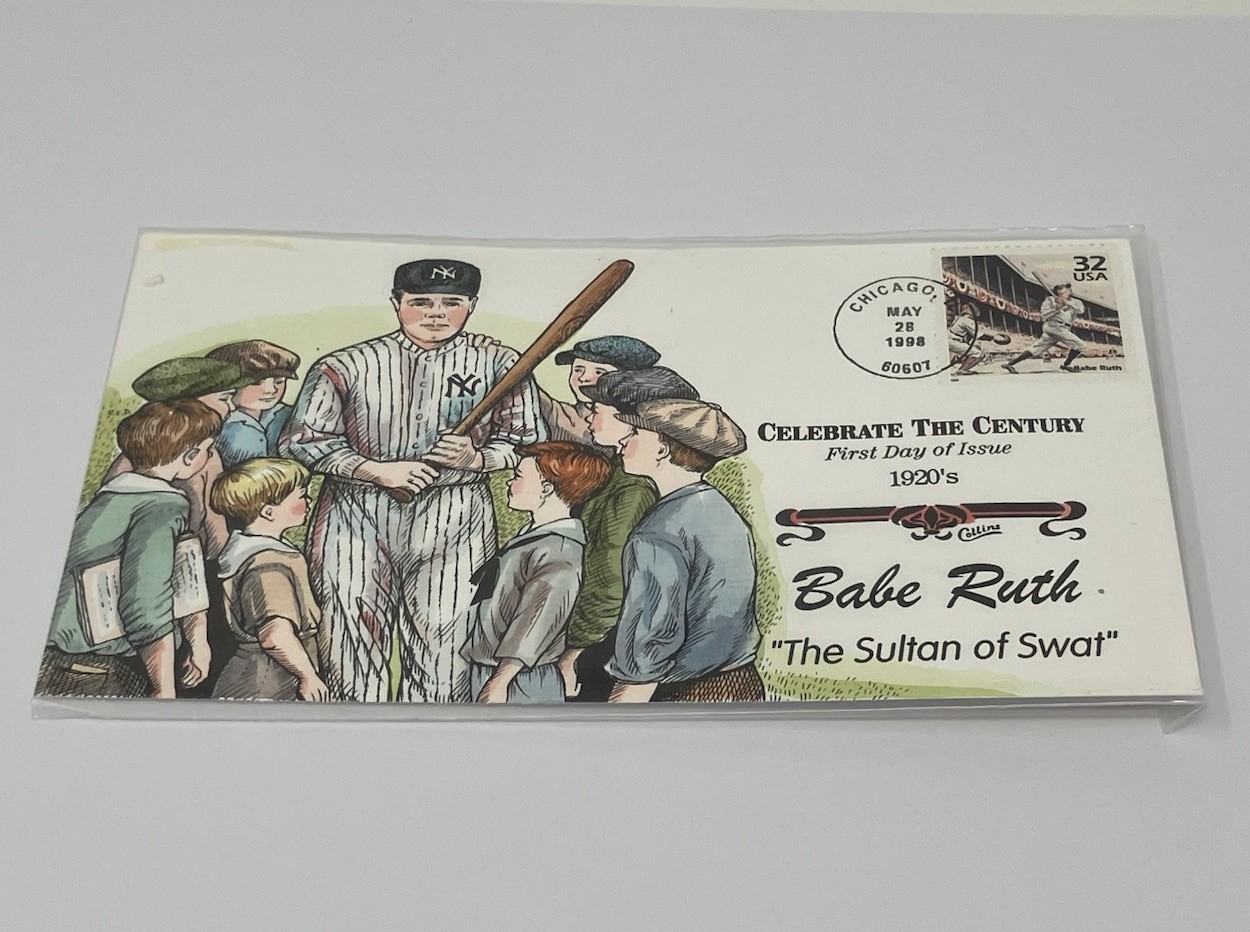 NY
NY
CHICAGO,
MAY
28
1998
60607
32
USA
Babe Ruth
CELEBRATE THE CENTURY
First Day of Issue
1920's
Collins
Babe Ruth
"The Sultan of Swat"